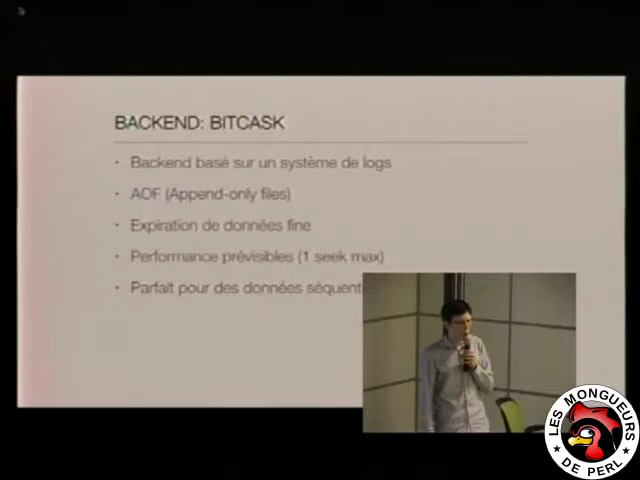 BACKEND: BITCASK
• Backend basé sur un système de logs
• AOF (Append-only files)
• Expiration de données fine
• Performance prévisibles (1 seek max)
• Parfait pour des données séquent
LES MONGUEURS
★ DE PERL ★